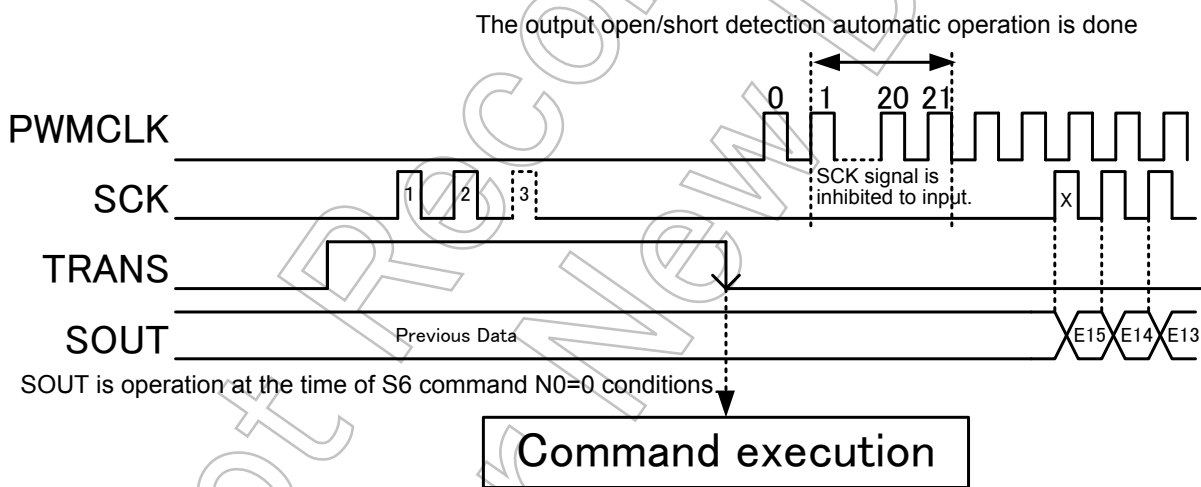 The output open/short detection automatic operation is done
0 1 20 21
PWMCLK
SCK signal is
inhibited to input.
SCK 1 2 3 X
TRANS
SOUT Previous Data E15 E14 E13
SOUT is operation at the time of S6 command N0=0 conditions.
Command execution